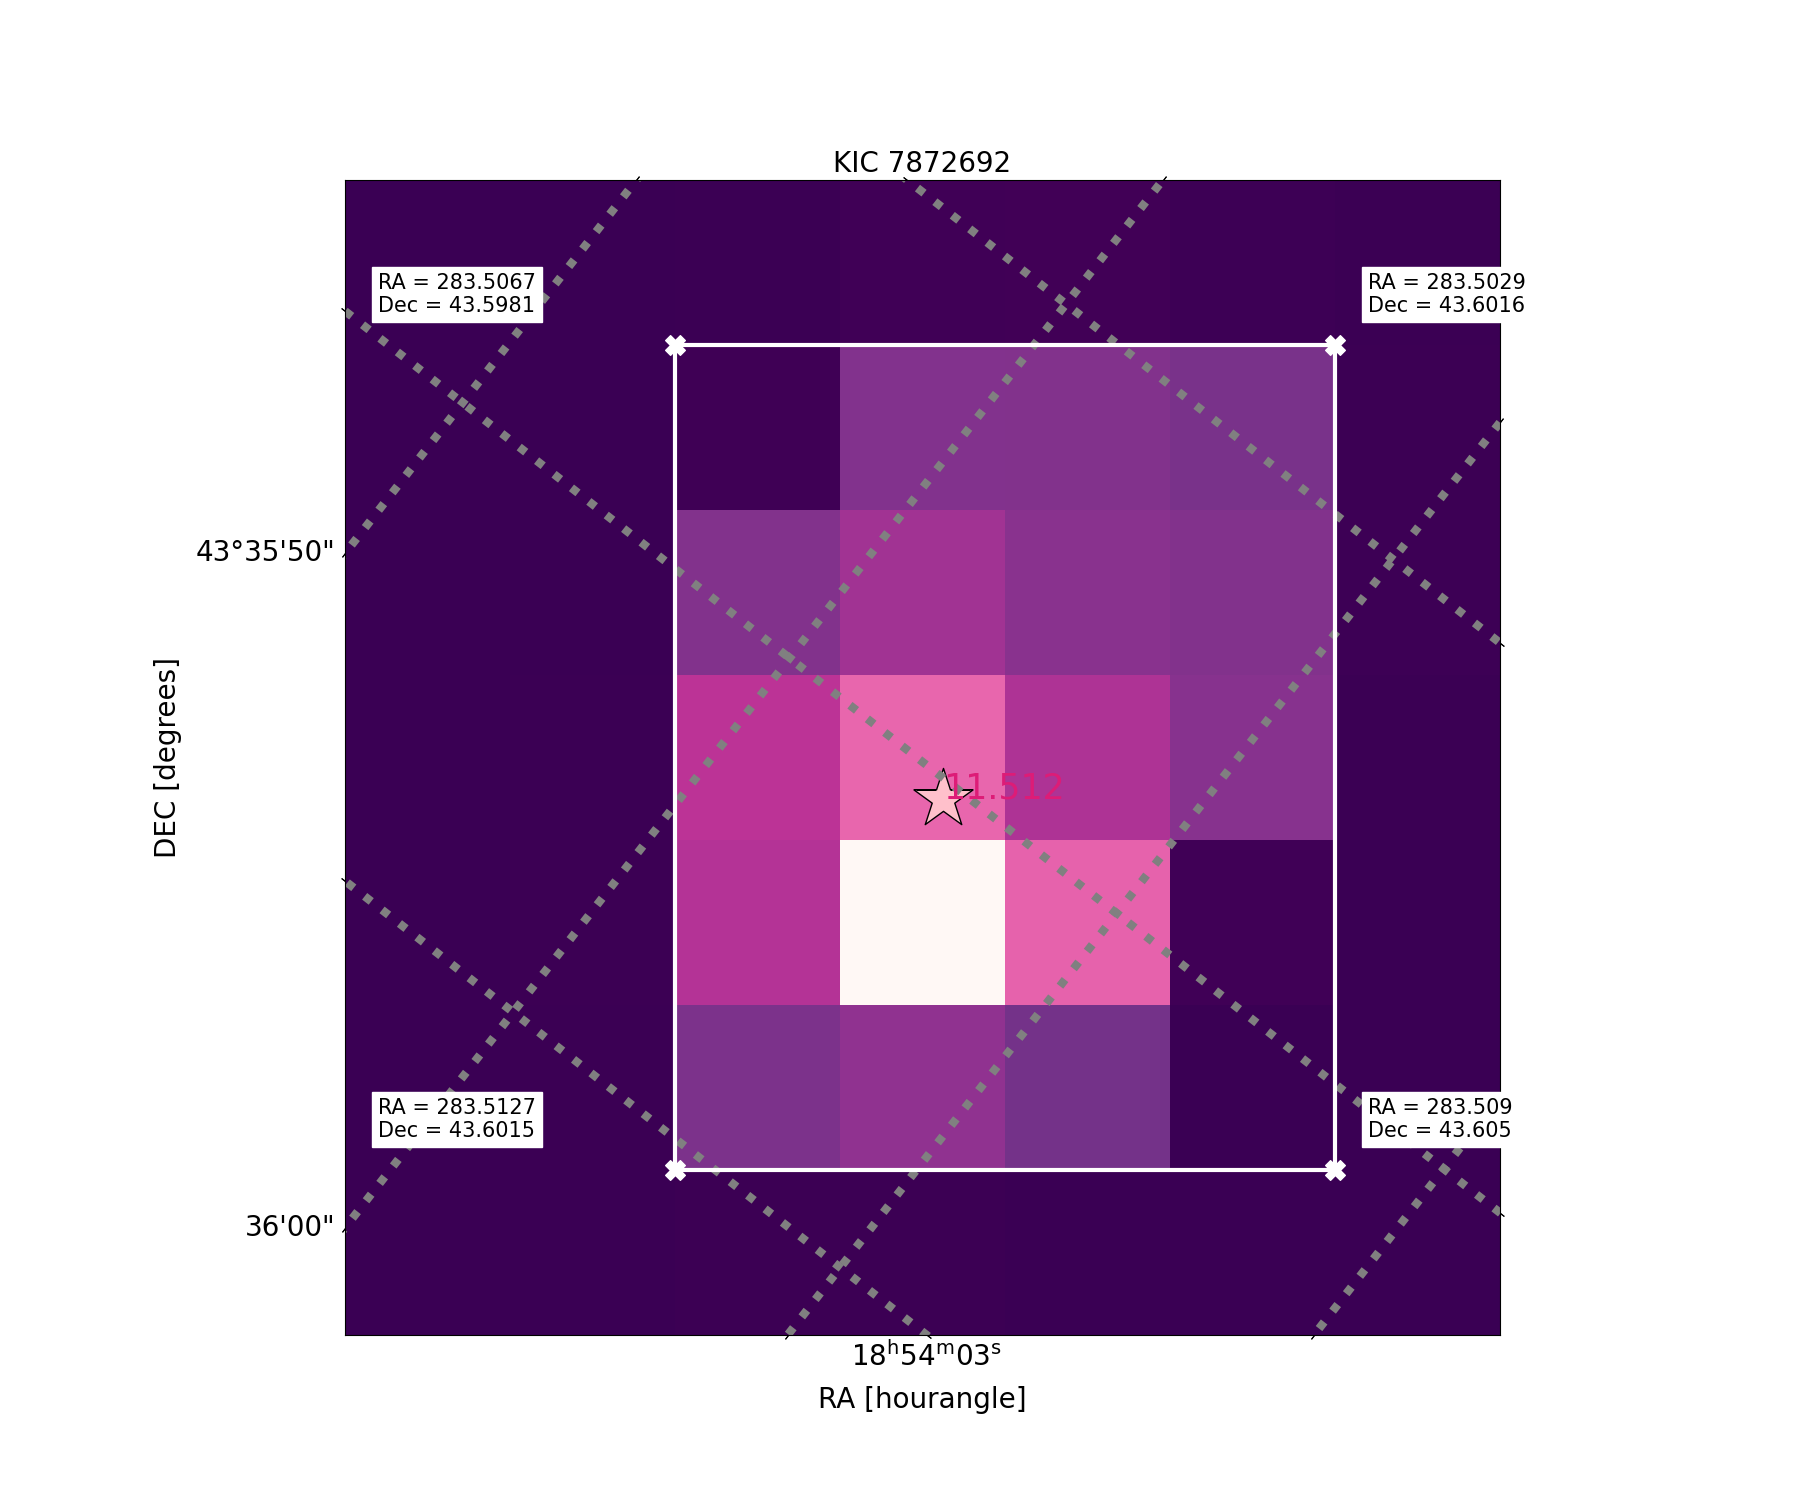 KIC 7872692
RA = 283.5067
Dec = 43.5981
RA = 283.5029
Dec = 43.6016
43°35'50"
11.512
DEC [degrees]
RA = 283.5127
Dec = 43.6015
RA = 283.509
Dec = 43.605
36'00"
18ʰ54ᵐ03ˢ
RA [hourangle]